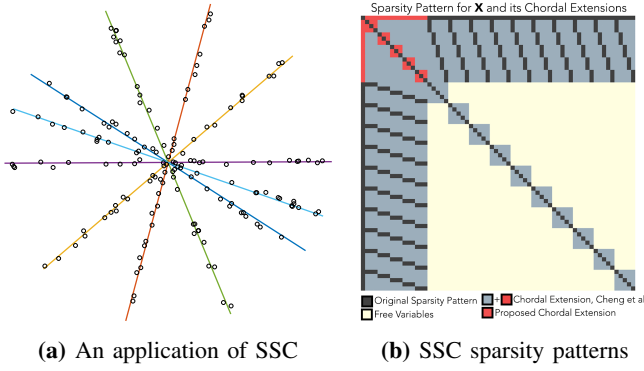 Sparsity Pattern for X and its Chordal Extensions
Original Sparsity Pattern
+ Chordal Extension, Cheng et al
Free Variables
Proposed Chordal Extension
(a) An application of SSC
(b) SSC sparsity patterns